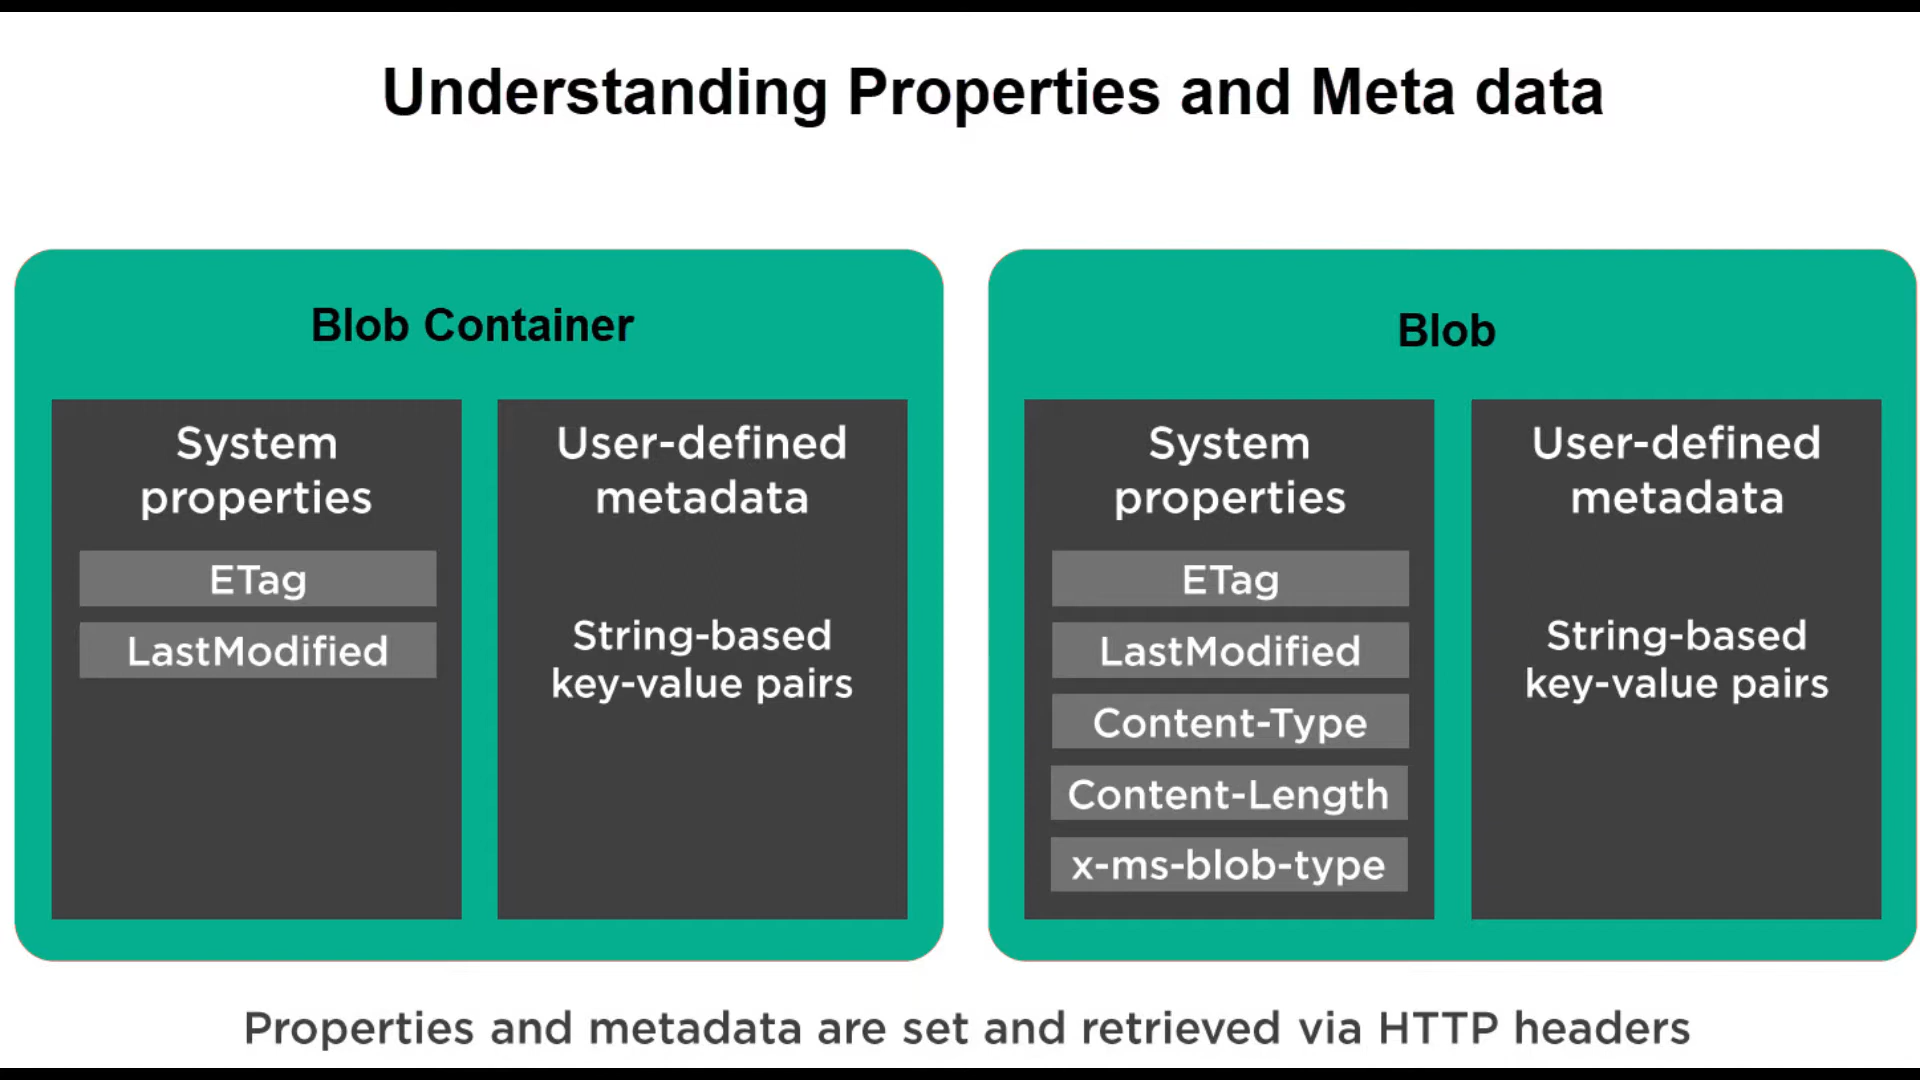 Understanding Properties and Meta data
Blob Container
System
properties
ETag
LastModified
User-defined
metadata
String-based
key-value pairs
Blob
System
properties
ETag
LastModified
Content-Type
Content-Length
x-ms-blob-type
User-defined
metadata
String-based
key-value pairs
Properties and metadata are set and retrieved via HTTP headers